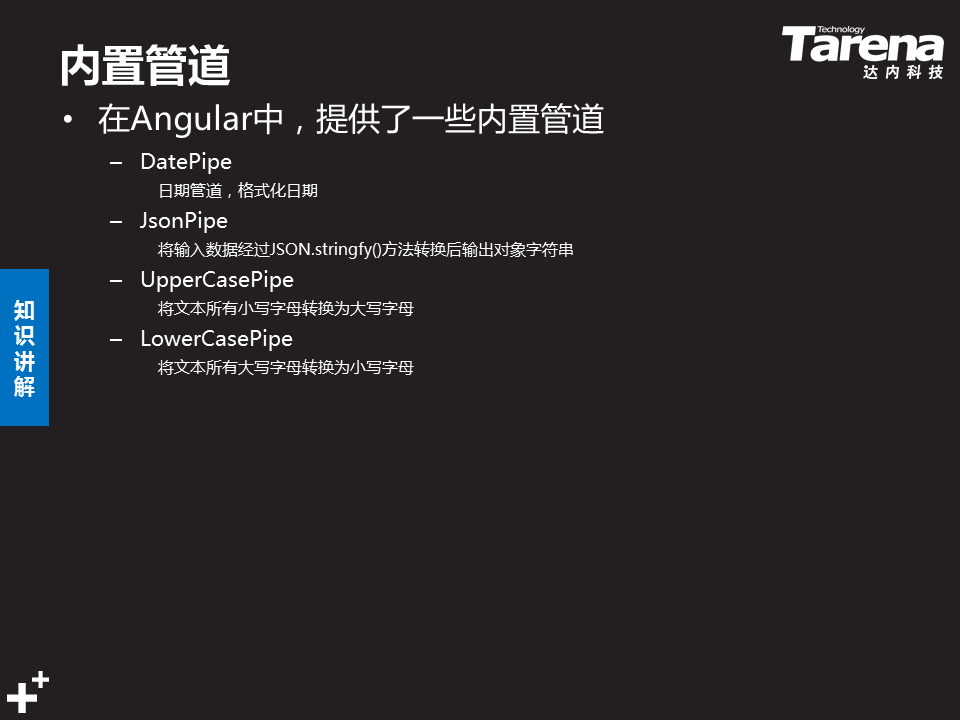 Technology
Tarena
达内科技
内置管道
• 在Angular中，提供了一些内置管道
– DatePipe
日期管道，格式化日期
– JsonPipe
将输入数据经过JSON.stringfy()方法转换后输出对象字符串
– UpperCasePipe
将文本所有小写字母转换为大写字母
– LowerCasePipe
将文本所有大写字母转换为小写字母
知识讲解